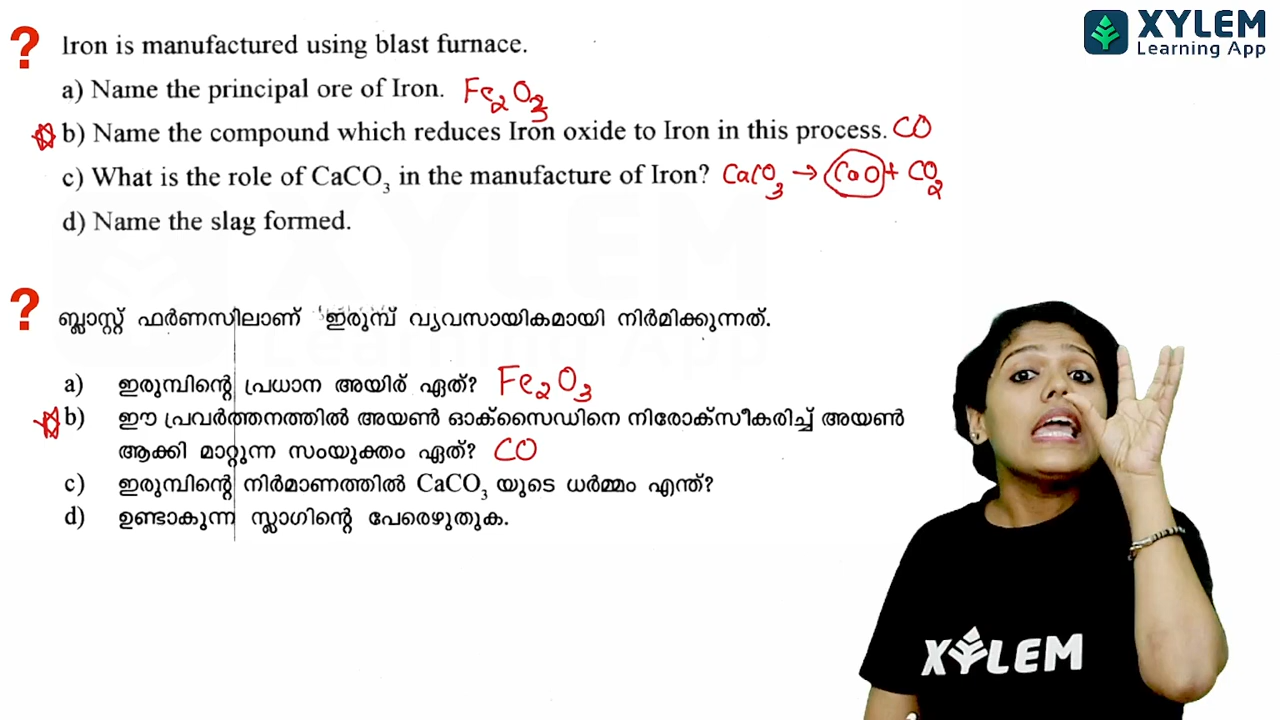 XYLEM
Learning App
? Iron is manufactured using blast furnace.
a) Name the principal ore of Iron. Fe₂O₃
b) Name the compound which reduces Iron oxide to Iron in this process. CO
c) What is the role of CaCO₃ in the manufacture of Iron? CaCO₃ → CaO + CO₂
d) Name the slag formed.
? ബ്ലാസ്റ്റ് ഫർണസിലാണ് ഇരുമ്പ് വ്യവസായികമായി നിർമിക്കുന്നത്.
a) ഇരുമ്പിന്റെ പ്രധാന അയിര് ഏത്? Fe₂O₃
b) ഈ പ്രവർത്തനത്തിൽ അയൺ ഓക്സൈഡിനെ നിരോക്സീകരിച്ച് അയൺ
ആക്കി മാറ്റുന്ന സംയുക്തം ഏത്? CO
c) ഇരുമ്പിന്റെ നിർമാണത്തിൽ CaCO₃ യുടെ ധർമ്മം എന്ത്?
d) ഉണ്ടാകുന്ന സ്ലാഗിന്റെ പേരെഴുതുക.
XYLEM
Learning App
XYLEM